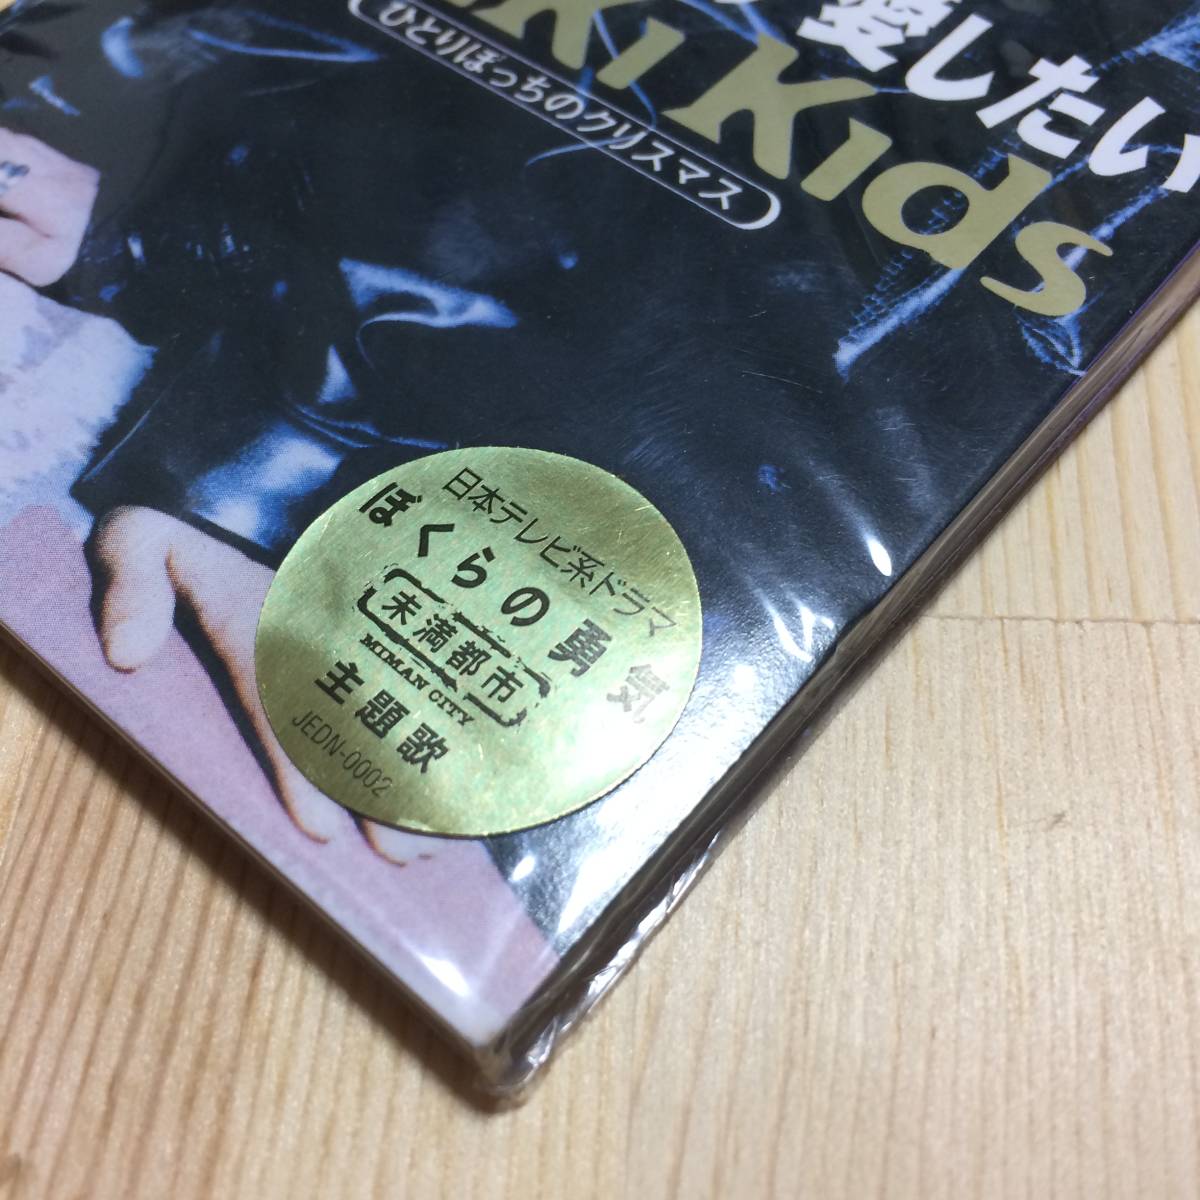 愛したい
KiKids
ひとりぼっちのクリスマス
日本テレビ系ドラマ
ぼくらの勇気
未満都市
MIMAN CITY
主題歌
JEDN-0002